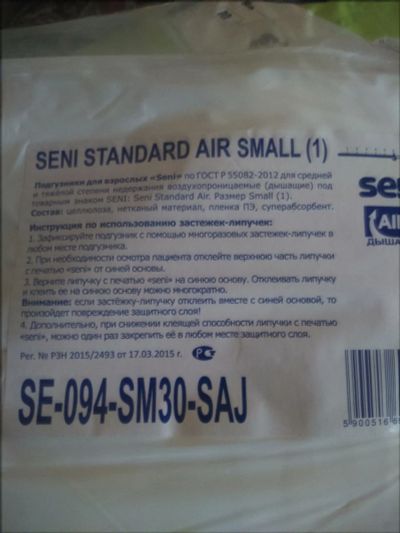 SENI STANDARD AIR SMALL (1)
Подгузники для взрослых «Seni» по ГОСТ Р 55082-2012 для средней
и тяжелой степени недержания воздухопроницаемые (дышащие) под
товарным знаком SENI: Seni Standard Air. Размер Small (1).
Состав: целлюлоза, нетканый материал, пленка ПЭ, суперабсорбент.
Инструкция по использованию застежек-липучек:
1. Зафиксируйте подгузник с помощью многоразовых застежек-липучек в
любом месте подгузника.
2. При необходимости осмотра пациента отклейте верхнюю часть липучки
с печатью «seni» от синей основы.
3. Верните липучку с печатью «seni» на синюю основу. Отклеивать липучку
и клеить ее на синюю основу можно многократно.
Внимание: если застёжку-липучку отклеить вместе с синей основой, то
произойдет повреждение защитного слоя!
4. Дополнительно, при снижении клеящей способности липучки с печатью
«seni», можно один раз закрепить её в любом месте защитного слоя.
Рег. № РЗН 2015/2493 от 17.03.2015 г.
SE-094-SM30-SAJ
sen
AIR
ДЫША
5 900516 6